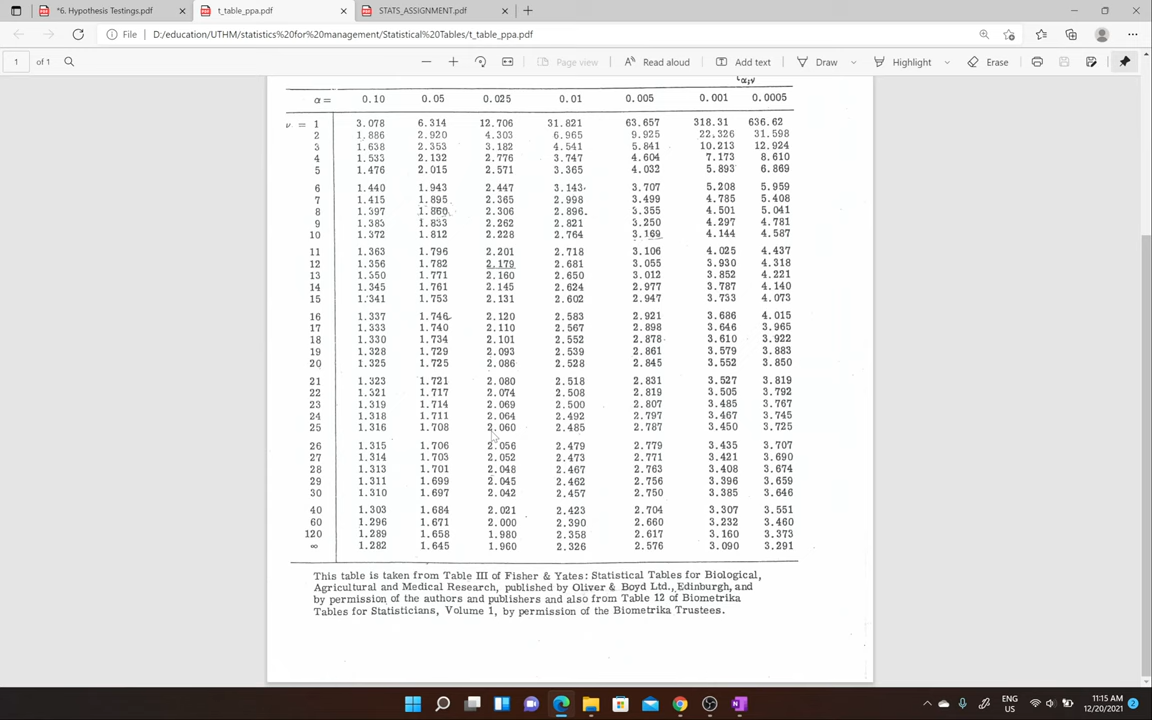 *6. Hypothesis Testings.pdf
t_table_ppa.pdf
STATS_ASSIGNMENT.pdf
File D:/education/UTHM/statistics%20for%20management/Statistical%20Tables/t_table_ppa.pdf
1 of 1 Page view Read aloud Add text Draw Highlight Erase
tα;ν
α = 0.10 0.05 0.025 0.01 0.005 0.001 0.0005
ν = 1 3.078 6.314 12.706 31.821 63.657 318.31 636.62
2 1.886 2.920 4.303 6.965 9.925 22.326 31.598
3 1.638 2.353 3.182 4.541 5.841 10.213 12.924
4 1.533 2.132 2.776 3.747 4.604 7.173 8.610
5 1.476 2.015 2.571 3.365 4.032 5.893 6.869
6 1.440 1.943 2.447 3.143 3.707 5.208 5.959
7 1.415 1.895 2.365 2.998 3.499 4.785 5.408
8 1.397 1.860 2.306 2.896 3.355 4.501 5.041
9 1.383 1.833 2.262 2.821 3.250 4.297 4.781
10 1.372 1.812 2.228 2.764 3.169 4.144 4.587
11 1.363 1.796 2.201 2.718 3.106 4.025 4.437
12 1.356 1.782 2.179 2.681 3.055 3.930 4.318
13 1.350 1.771 2.160 2.650 3.012 3.852 4.221
14 1.345 1.761 2.145 2.624 2.977 3.787 4.140
15 1.341 1.753 2.131 2.602 2.947 3.733 4.073
16 1.337 1.746 2.120 2.583 2.921 3.686 4.015
17 1.333 1.740 2.110 2.567 2.898 3.646 3.965
18 1.330 1.734 2.101 2.552 2.878 3.610 3.922
19 1.328 1.729 2.093 2.539 2.861 3.579 3.883
20 1.325 1.725 2.086 2.528 2.845 3.552 3.850
21 1.323 1.721 2.080 2.518 2.831 3.527 3.819
22 1.321 1.717 2.074 2.508 2.819 3.505 3.792
23 1.319 1.714 2.069 2.500 2.807 3.485 3.767
24 1.318 1.711 2.064 2.492 2.797 3.467 3.745
25 1.316 1.708 2.060 2.485 2.787 3.450 3.725
26 1.315 1.706 2.056 2.479 2.779 3.435 3.707
27 1.314 1.703 2.052 2.473 2.771 3.421 3.690
28 1.313 1.701 2.048 2.467 2.763 3.408 3.674
29 1.311 1.699 2.045 2.462 2.756 3.396 3.659
30 1.310 1.697 2.042 2.457 2.750 3.385 3.646
40 1.303 1.684 2.021 2.423 2.704 3.307 3.551
60 1.296 1.671 2.000 2.390 2.660 3.232 3.460
120 1.289 1.658 1.980 2.358 2.617 3.160 3.373
∞ 1.282 1.645 1.960 2.326 2.576 3.090 3.291
This table is taken from Table III of Fisher & Yates: Statistical Tables for Biological,
Agricultural and Medical Research, published by Oliver & Boyd Ltd., Edinburgh, and
by permission of the authors and publishers and also from Table 12 of Biometrika
Tables for Statisticians, Volume 1, by permission of the Biometrika Trustees.
ENG
US
11:15 AM
12/20/2021
2